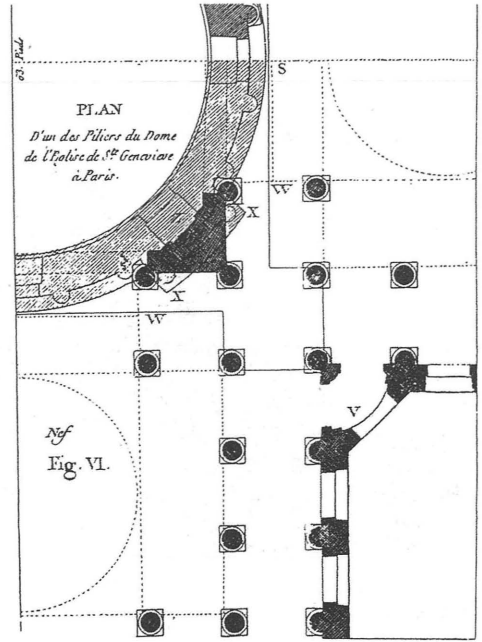 63. Pieds
PLAN
D'un des Piliers du Dome
de l'Eglise de Ste. Genevieve
à Paris.
S
W
X
Z
X
W
V
Nef
Fig. VI.